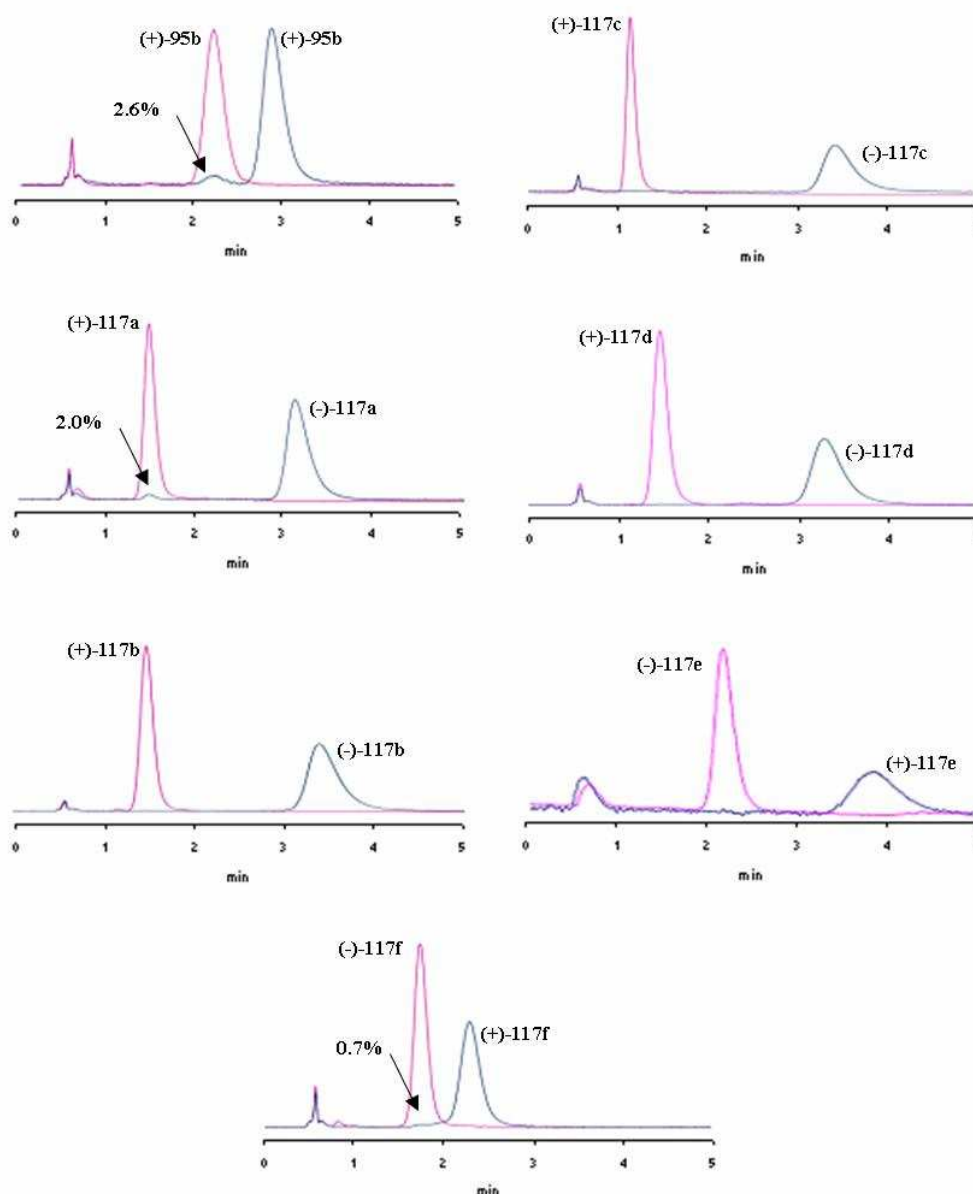 (+)-95b (+)-95b
2.6%
0 1 2 3 4 5
min
(+)-117c
(-)-117c
0 1 2 3 4
min
(+)-117a
2.0%
(-)-117a
0 1 2 3 4 5
min
(+)-117d
(-)-117d
0 1 2 3 4
min
(+)-117b
(-)-117b
0 1 2 3 4 5
min
(-)-117e
(+)-117e
0 1 2 3 4
min
(-)-117f
0.7%
(+)-117f
0 1 2 3 4 5
min